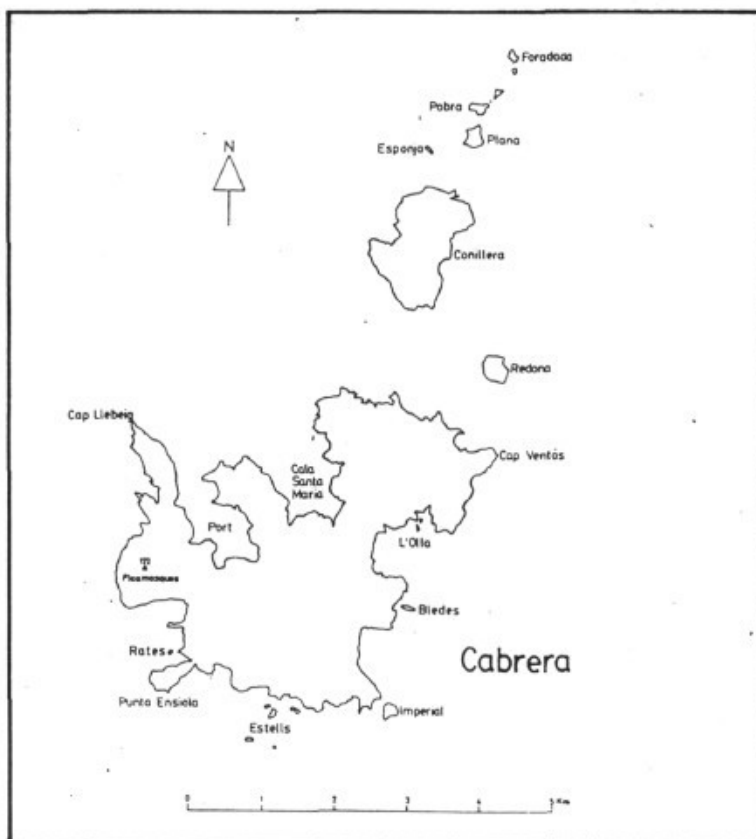 Foradada
Pobra
Plana
Esponja
N
Conillera
Redona
Cap Llebeig
Cap Ventós
Cala
Santa
Maria
Port
L'Olla
Picamosques
Bledes
Cabrera
Rates
Punta Ensiola
Imperial
Estells
0 1 2 3 4 5 Km